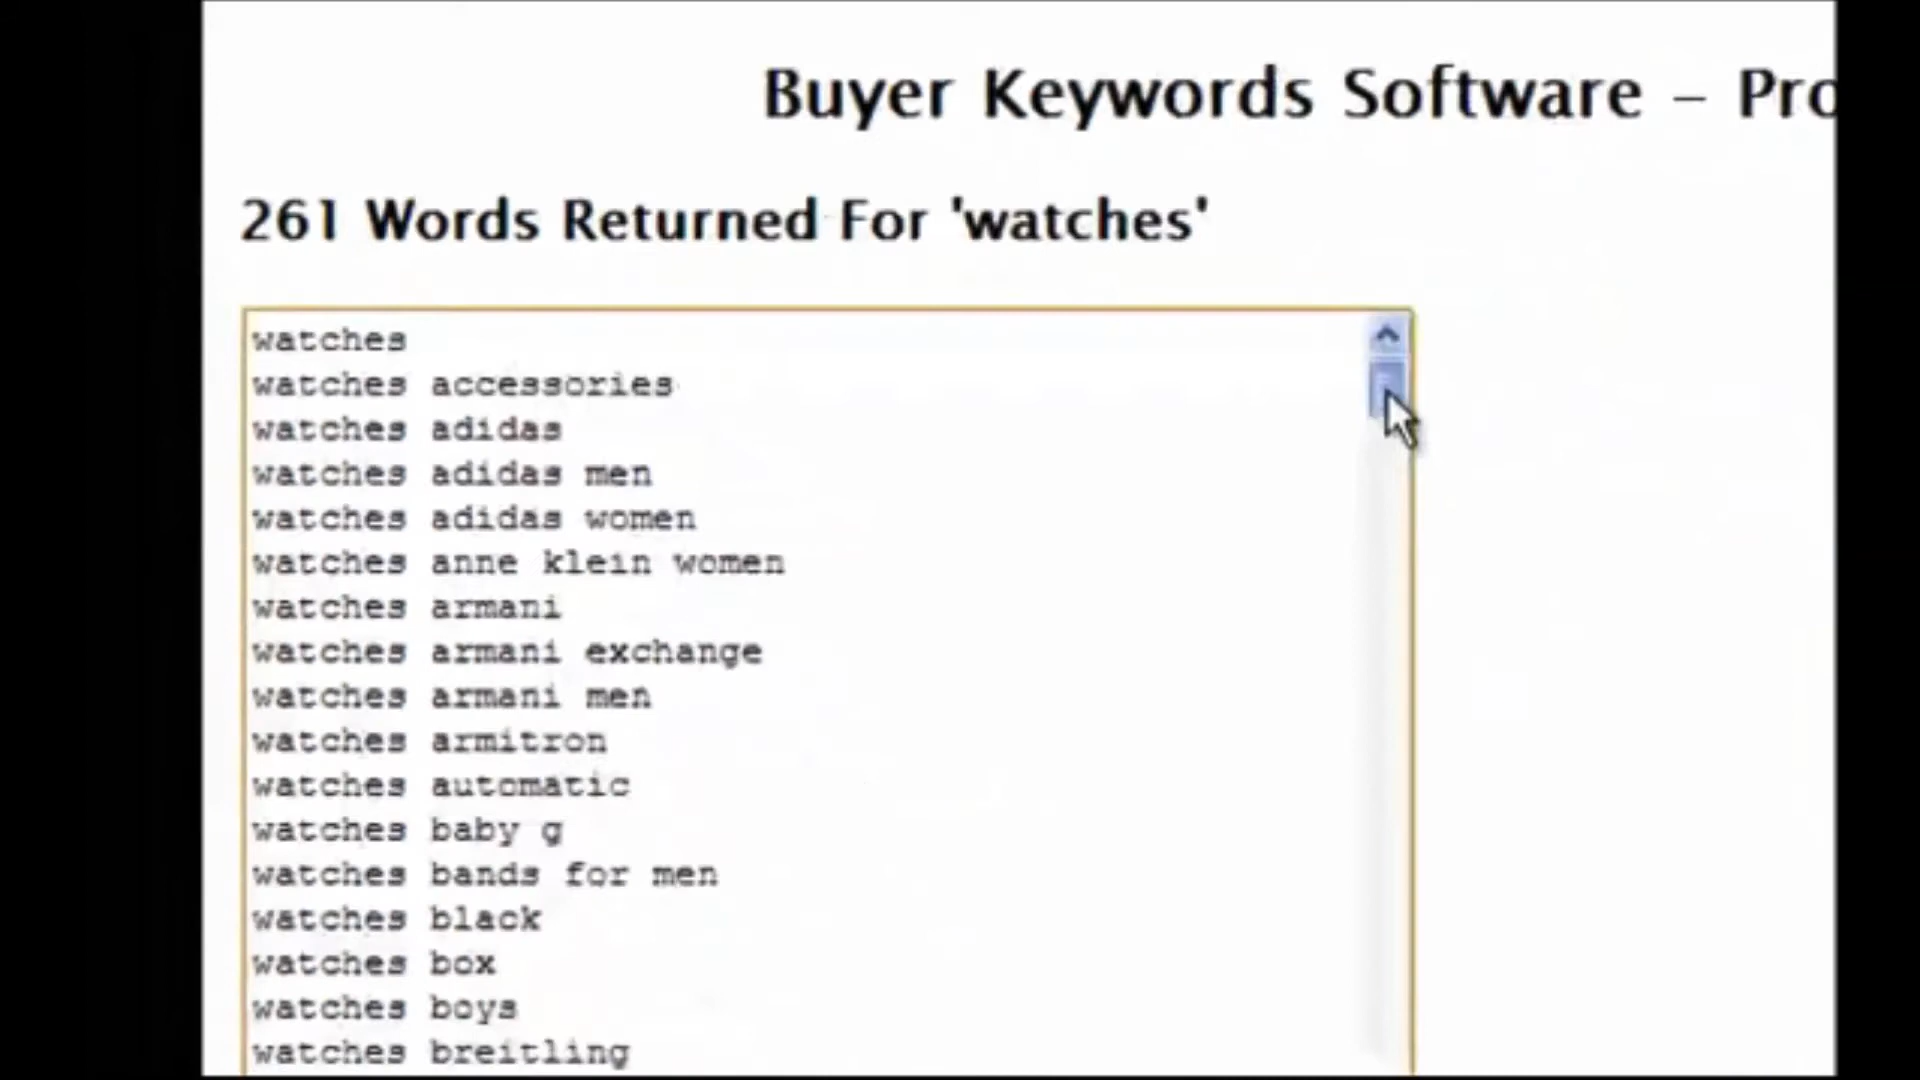 Buyer Keywords Software – Pro
261 Words Returned For 'watches'
watches
watches accessories
watches adidas
watches adidas men
watches adidas women
watches anne klein women
watches armani
watches armani exchange
watches armani men
watches armitron
watches automatic
watches baby g
watches bands for men
watches black
watches box
watches boys
watches breitling